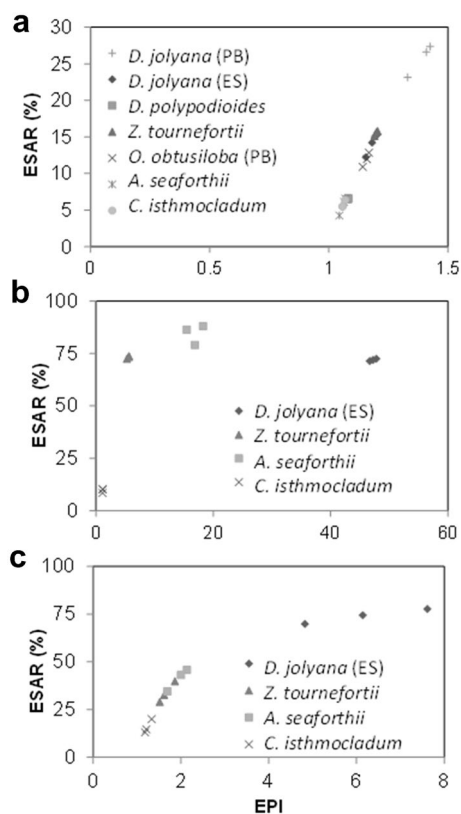 a
ESAR (%)
30
25
20
15
10
5
0
D. jolyana (PB)
D. jolyana (ES)
D. polypodioides
Z. tournefortii
O. obtusiloba (PB)
A. seaforthii
C. isthmocladum
0
0.5
1
1.5
b
ESAR (%)
100
75
50
25
0
D. jolyana (ES)
Z. tournefortii
A. seaforthii
C. isthmocladum
0
20
40
60
c
ESAR (%)
100
75
50
25
0
D. jolyana (ES)
Z. tournefortii
A. seaforthii
C. isthmocladum
0
2
4
6
8
EPI